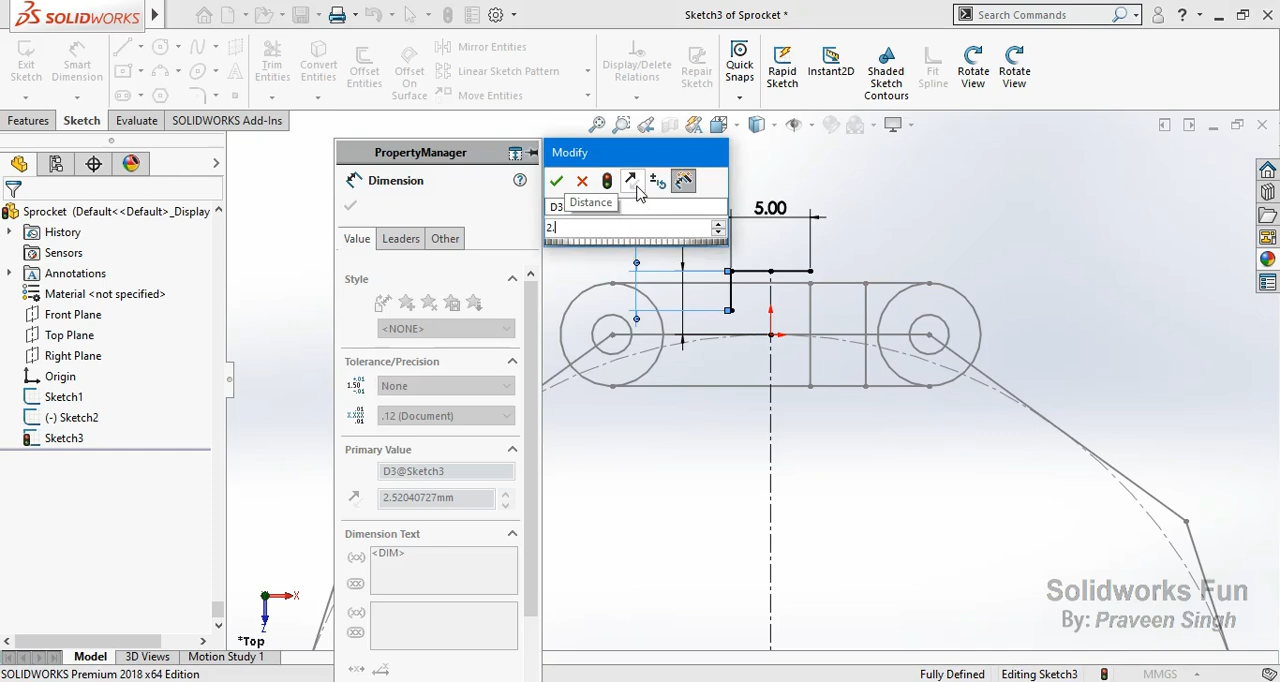 SOLIDWORKS
Sketch3 of Sprocket *
Search Commands
?
Exit Sketch
Smart Dimension
Trim Entities
Convert Entities
Offset Entities
Offset On Surface
Mirror Entities
Linear Sketch Pattern
Move Entities
Display/Delete Relations
Repair Sketch
Quick Snaps
Rapid Sketch
Instant2D
Shaded Sketch Contours
Fit Spline
Rotate View
Rotate View
Features
Sketch
Evaluate
SOLIDWORKS Add-Ins
Sprocket (Default<<Default>_Display
History
Sensors
Annotations
Material <not specified>
Front Plane
Top Plane
Right Plane
Origin
Sketch1
(-) Sketch2
Sketch3
PropertyManager
Dimension
?
Value
Leaders
Other
Style
<NONE>
Tolerance/Precision
None
.12 (Document)
Primary Value
D3@Sketch3
2.52040727mm
Dimension Text
<DIM>
Modify
D3
Distance
2.
5.00
X
Z
*Top
Solidworks Fun
By: Praveen Singh
Model
3D Views
Motion Study 1
SOLIDWORKS Premium 2018 x64 Edition
Fully Defined
Editing Sketch3
MMGS